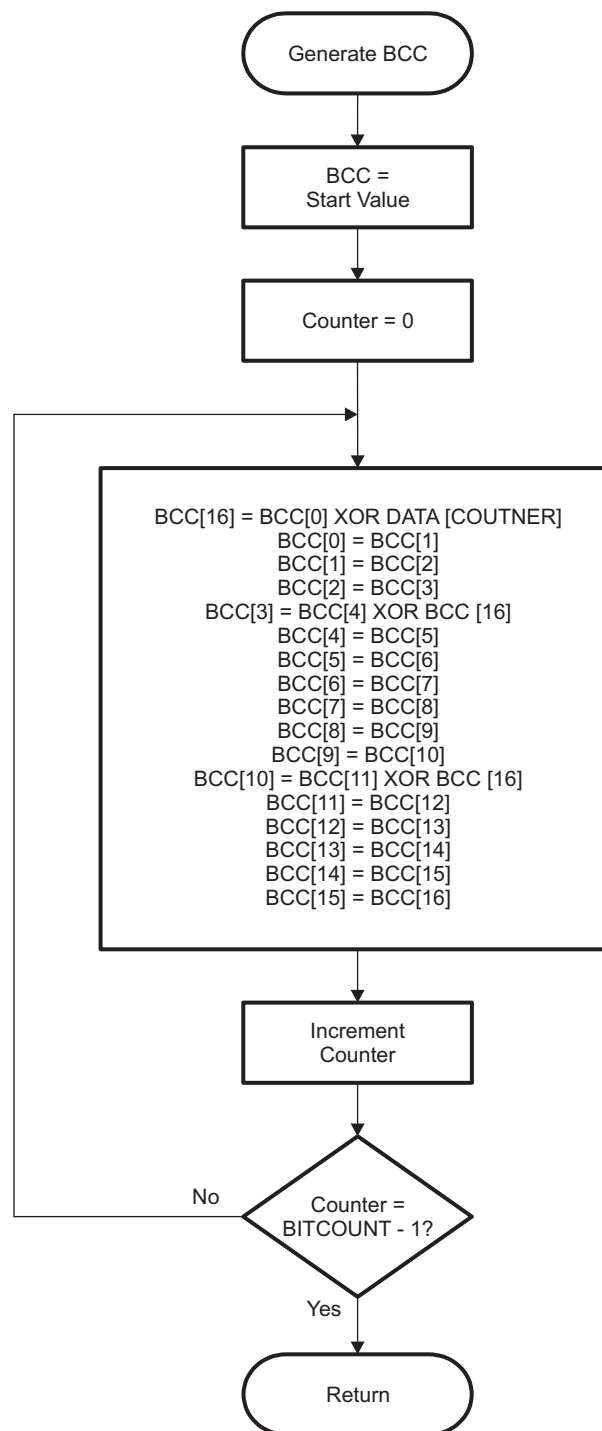 Generate BCC
BCC =
Start Value
Counter = 0
BCC[16] = BCC[0] XOR DATA [COUTNER]
BCC[0] = BCC[1]
BCC[1] = BCC[2]
BCC[2] = BCC[3]
BCC[3] = BCC[4] XOR BCC [16]
BCC[4] = BCC[5]
BCC[5] = BCC[6]
BCC[6] = BCC[7]
BCC[7] = BCC[8]
BCC[8] = BCC[9]
BCC[9] = BCC[10]
BCC[10] = BCC[11] XOR BCC [16]
BCC[11] = BCC[12]
BCC[12] = BCC[13]
BCC[13] = BCC[14]
BCC[14] = BCC[15]
BCC[15] = BCC[16]
Increment
Counter
No
Counter =
BITCOUNT - 1?
Yes
Return